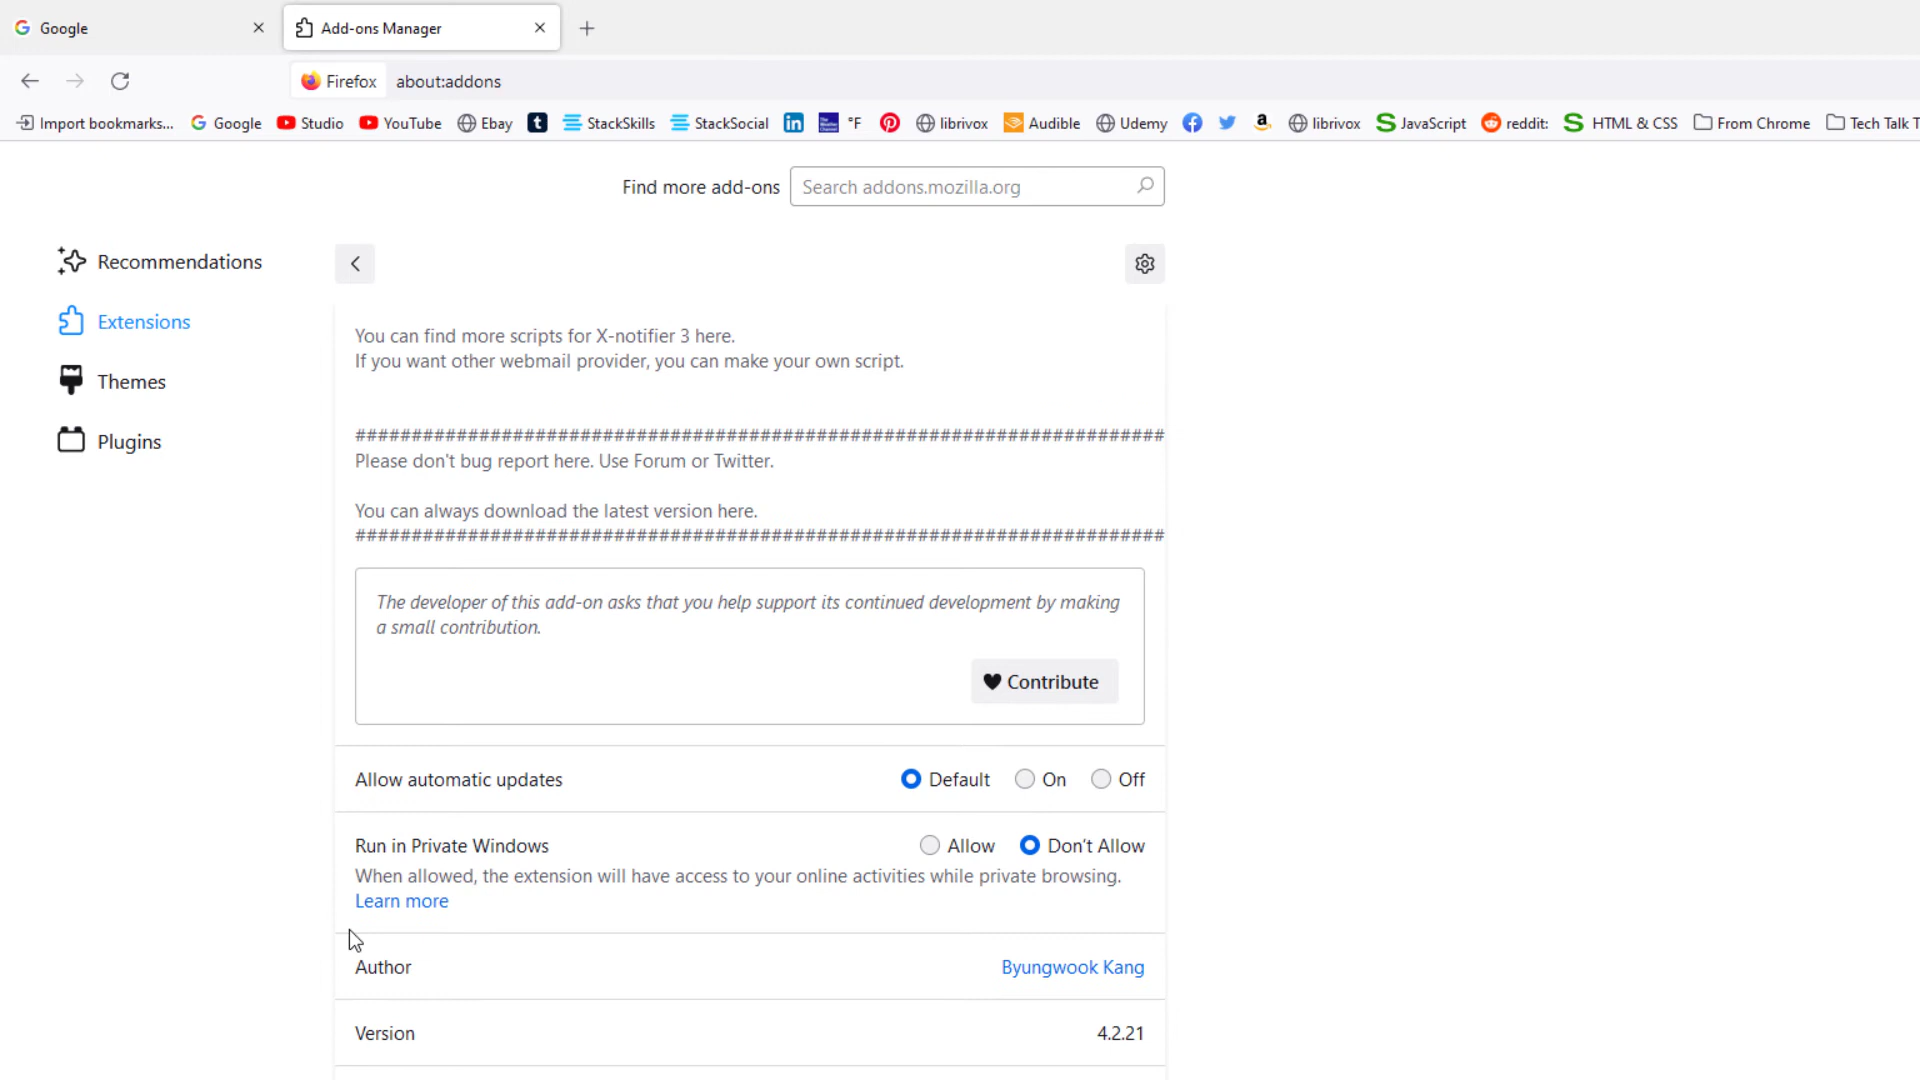 Google
Add-ons Manager
Firefox about:addons
Import bookmarks... Google Studio YouTube Ebay t StackSkills StackSocial in °F librivox Audible Udemy librivox JavaScript reddit: HTML & CSS From Chrome Tech Talk T
Find more add-ons Search addons.mozilla.org
Recommendations
Extensions
Themes
Plugins
You can find more scripts for X-notifier 3 here.
If you want other webmail provider, you can make your own script.
########################################################################
Please don't bug report here. Use Forum or Twitter.
You can always download the latest version here.
########################################################################
The developer of this add-on asks that you help support its continued development by making
a small contribution.
Contribute
Allow automatic updates Default On Off
Run in Private Windows Allow Don't Allow
When allowed, the extension will have access to your online activities while private browsing.
Learn more
Author Byungwook Kang
Version 4.2.21